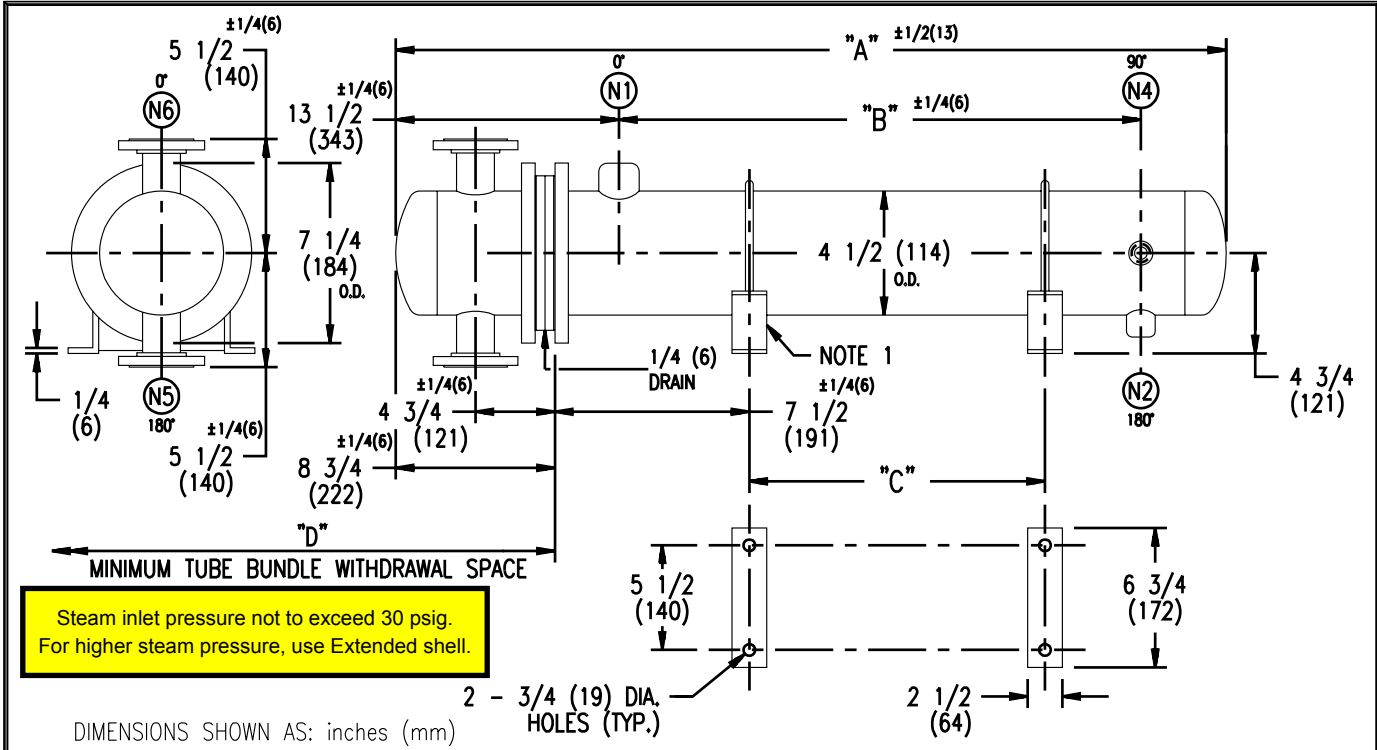 ±1/4(6)
5 1/2
(140)
0°
N6
7 1/4
(184)
O.D.
1/4
(6)
N5
180°
±1/4(6)
5 1/2
(140)
"A" ±1/2(13)
±1/4(6)
13 1/2
(343)
0°
N1
"B" ±1/4(6)
90°
N4
4 1/2 (114)
O.D.
NOTE 1
1/4 (6)
DRAIN
±1/4(6)
4 3/4
(121)
±1/4(6)
7 1/2
(191)
±1/4(6)
8 3/4
(222)
4 3/4
(121)
N2
180°
"C"
"D"
MINIMUM TUBE BUNDLE WITHDRAWAL SPACE
Steam inlet pressure not to exceed 30 psig.
For higher steam pressure, use Extended shell.
5 1/2
(140)
6 3/4
(172)
2 - 3/4 (19) DIA.
HOLES (TYP.)
2 1/2
(64)
DIMENSIONS SHOWN AS: inches (mm)